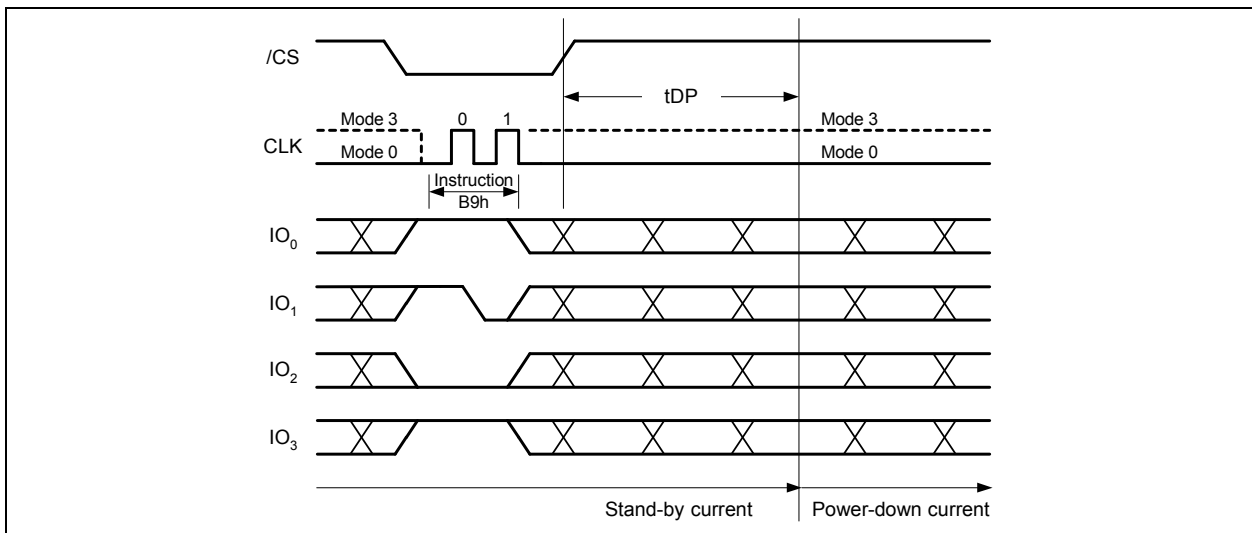 /CS
tDP
Mode 3 0 1 Mode 3
CLK
Mode 0 Mode 0
Instruction
B9h
IO0
IO1
IO2
IO3
Stand-by current Power-down current